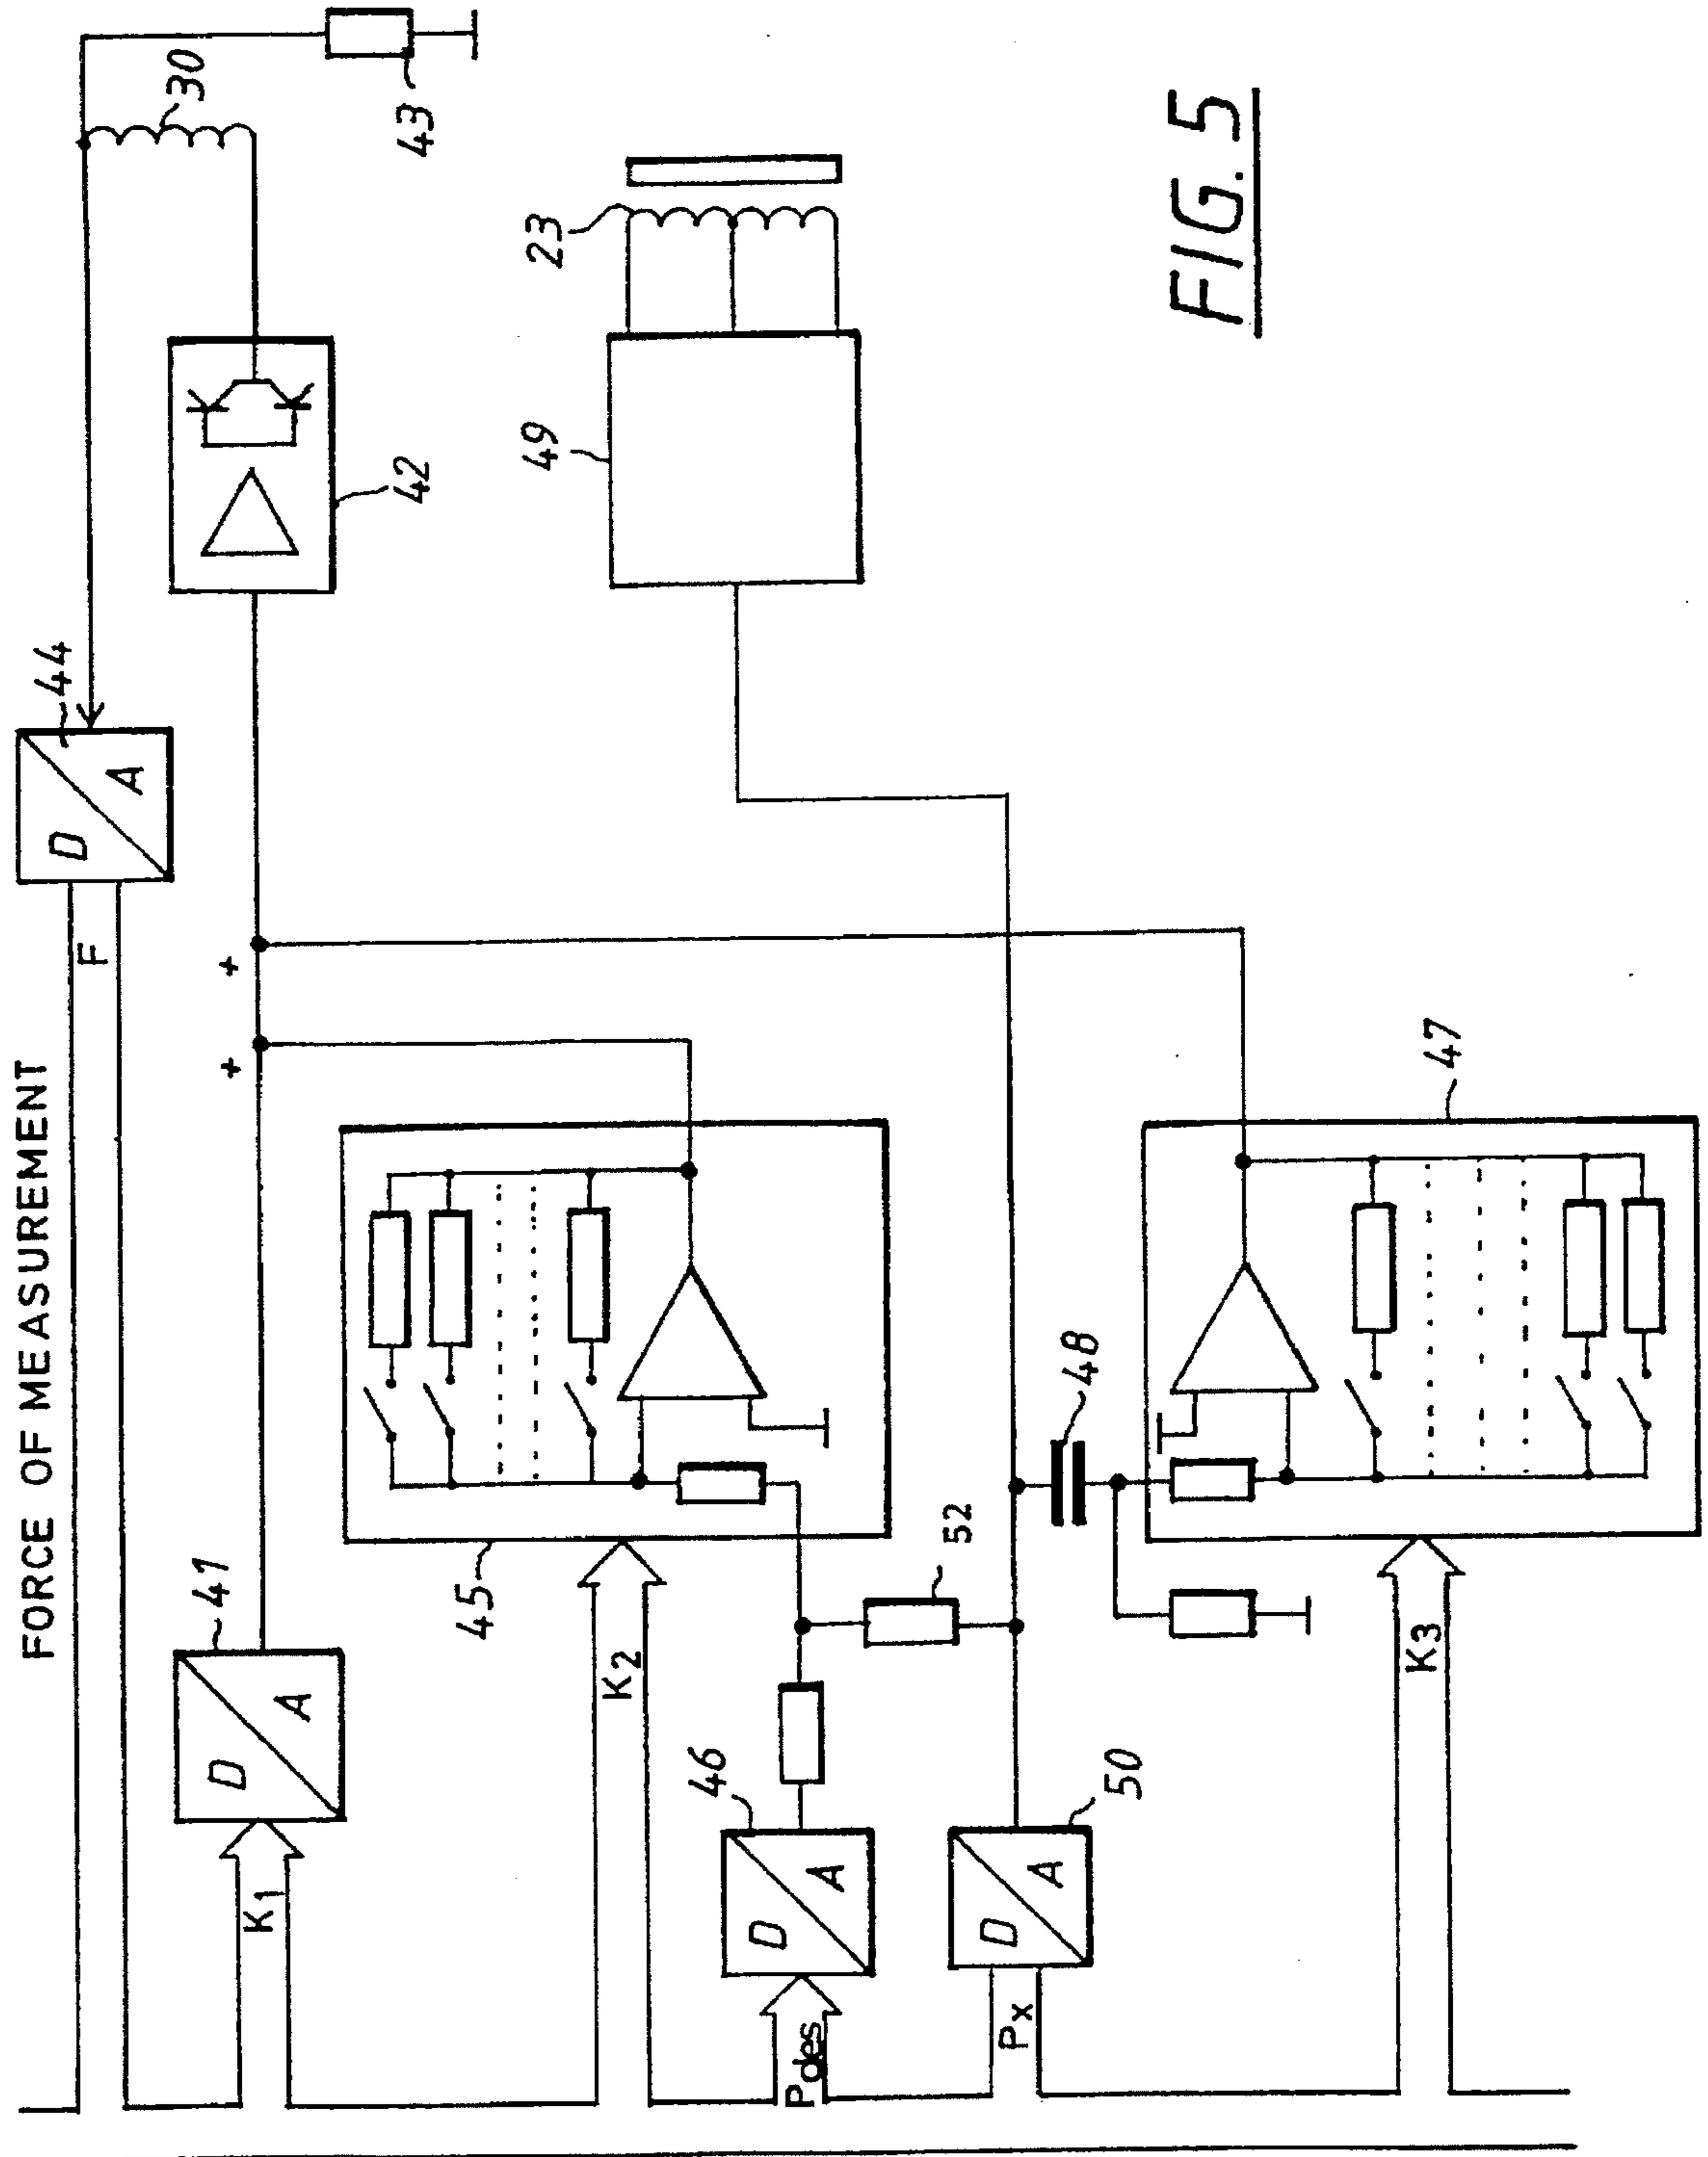 FORCE OF MEASUREMENT
F
D
A
44
30
43
K1
D
A
41
+
+
42
45
K2
23
49
Pdes
D
A
46
52
Px
D
A
50
48
K3
47
FIG. 5